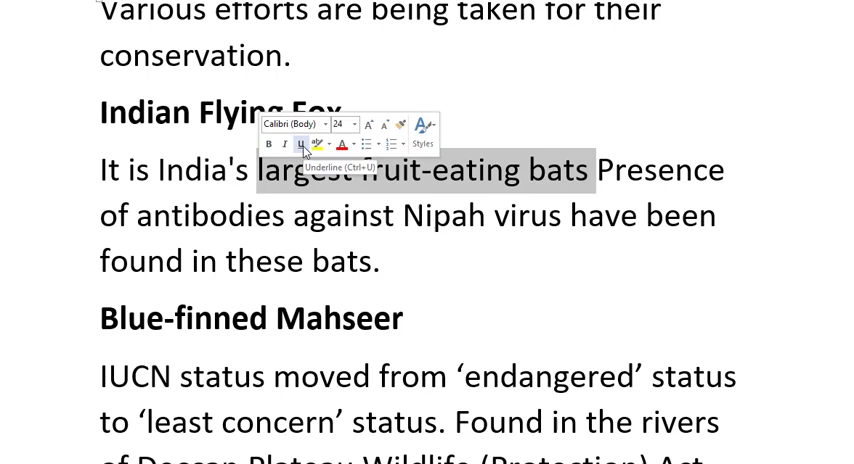 Various efforts are being taken for their
conservation.
Indian Flying Fox
Calibri (Body) 24
B I U aby A Styles
It is India's largest fruit-eating bats Presence
Underline (Ctrl+U)
of antibodies against Nipah virus have been
found in these bats.
Blue-finned Mahseer
IUCN status moved from ‘endangered’ status
to ‘least concern’ status. Found in the rivers
of Deccan Plateau Wildlife (Protection) Act